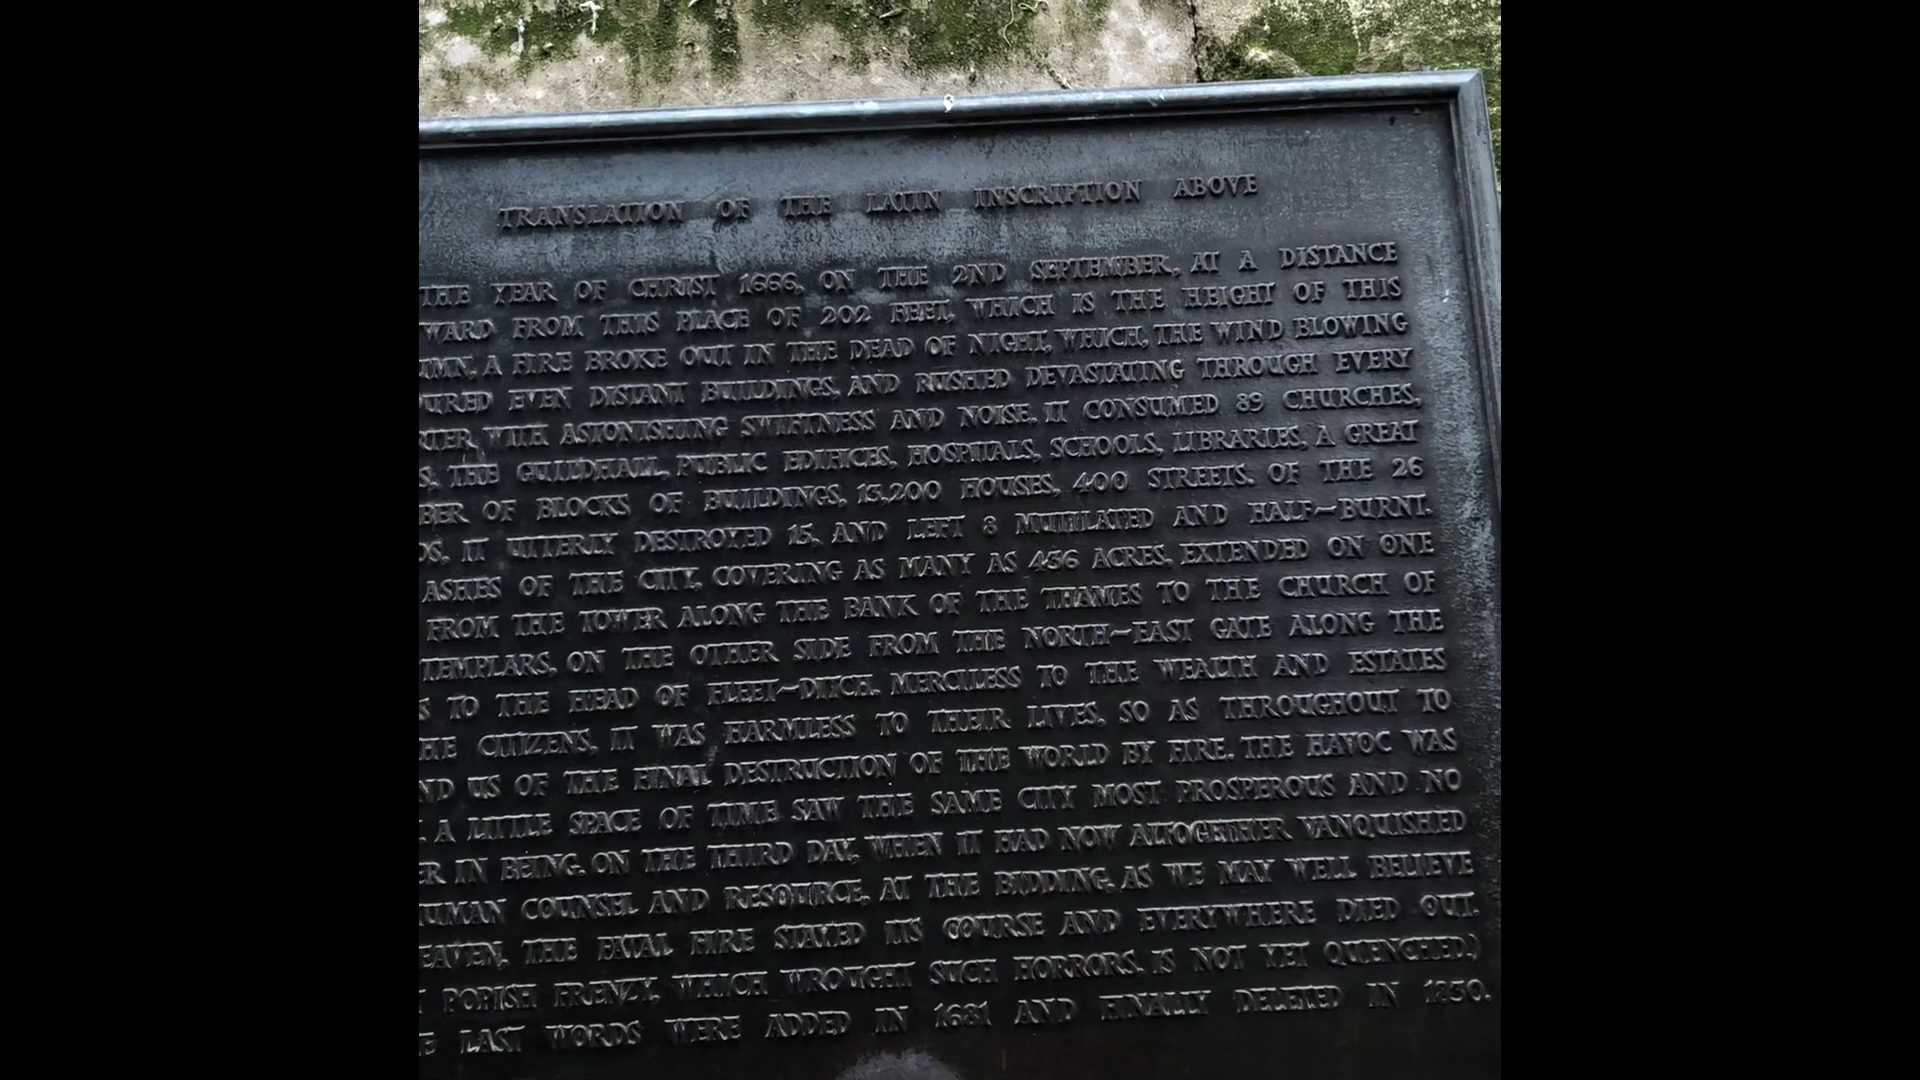 TRANSLATION OF THE LATIN INSCRIPTION ABOVE
THE YEAR OF CHRIST 1666, ON THE 2ND SEPTEMBER, AT A DISTANCE
WARD FROM THIS PLACE OF 202 FEET, WHICH IS THE HEIGHT OF THIS
UMN, A FIRE BROKE OUT IN THE DEAD OF NIGHT, WHICH, THE WIND BLOWING
URED EVEN DISTANT BUILDINGS, AND RUSHED DEVASTATING THROUGH EVERY
RTER WITH ASTONISHING SWIFTNESS AND NOISE. IT CONSUMED 89 CHURCHES,
S, THE GUILDHALL, PUBLIC EDIFICES, HOSPITALS, SCHOOLS, LIBRARIES, A GREAT
BER OF BLOCKS OF BUILDINGS, 13,200 HOUSES, 400 STREETS. OF THE 26
DS, IT UTTERLY DESTROYED 15, AND LEFT 8 MUTILATED AND HALF-BURNT.
ASHES OF THE CITY, COVERING AS MANY AS 436 ACRES, EXTENDED ON ONE
FROM THE TOWER ALONG THE BANK OF THE THAMES TO THE CHURCH OF
TEMPLARS, ON THE OTHER SIDE FROM THE NORTH-EAST GATE ALONG THE
S TO THE HEAD OF FLEET-DITCH. MERCILESS TO THE WEALTH AND ESTATES
HE CITIZENS, IT WAS HARMLESS TO THEIR LIVES, SO AS THROUGHOUT TO
ND US OF THE FINAL DESTRUCTION OF THE WORLD BY FIRE. THE HAVOC WAS
. A LITTLE SPACE OF TIME SAW THE SAME CITY MOST PROSPEROUS AND NO
ER IN BEING. ON THE THIRD DAY, WHEN IT HAD NOW ALTOGETHER VANQUISHED
HUMAN COUNSEL AND RESOURCE, AT THE BIDDING, AS WE MAY WELL BELIEVE
EAVEN, THE FATAL FIRE STAYED ITS COURSE AND EVERYWHERE DIED OUT.
T POPISH FRENZY, WHICH WROUGHT SUCH HORRORS, IS NOT YET QUENCHED.)
E LAST WORDS WERE ADDED IN 1681 AND FINALLY DELETED IN 1830.